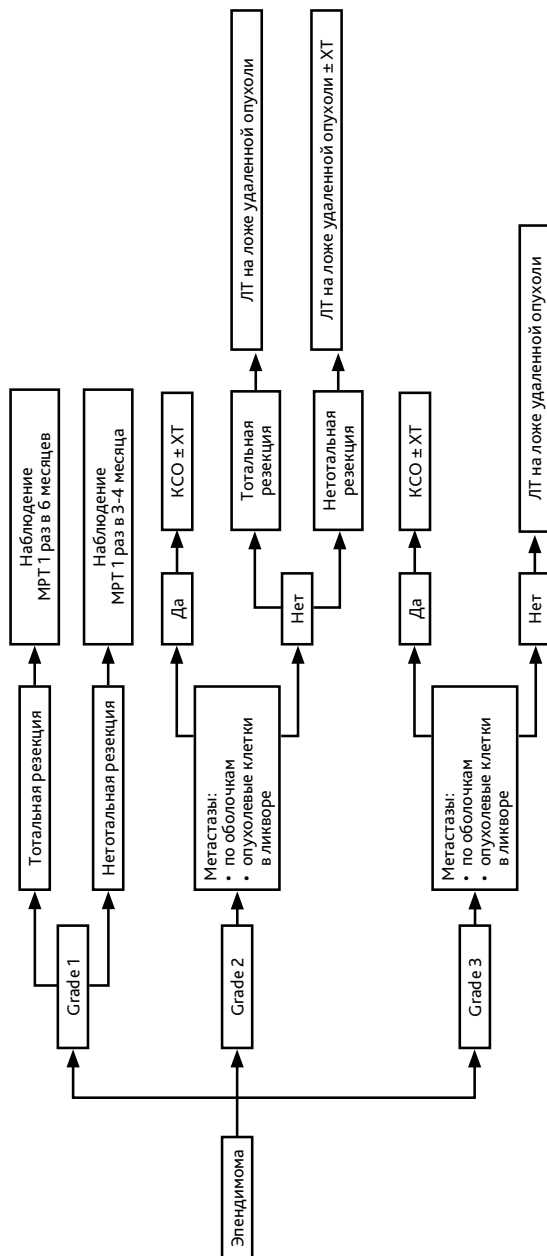 Эпендимома
Grade 1
Тотальная резекция
Наблюдение
МРТ 1 раз в 6 месяцев
Нетотальная резекция
Наблюдение
МРТ 1 раз в 3-4 месяца
Grade 2
Метастазы:
• по оболочкам
• опухолевые клетки
в ликворе
Да
КСО ± ХТ
Нет
Тотальная
резекция
ЛТ на ложе удаленной опухоли
Нетотальная
резекция
ЛТ на ложе удаленной опухоли ± ХТ
Grade 3
Метастазы:
• по оболочкам
• опухолевые клетки
в ликворе
Да
КСО ± ХТ
Нет
ЛТ на ложе удаленной опухоли